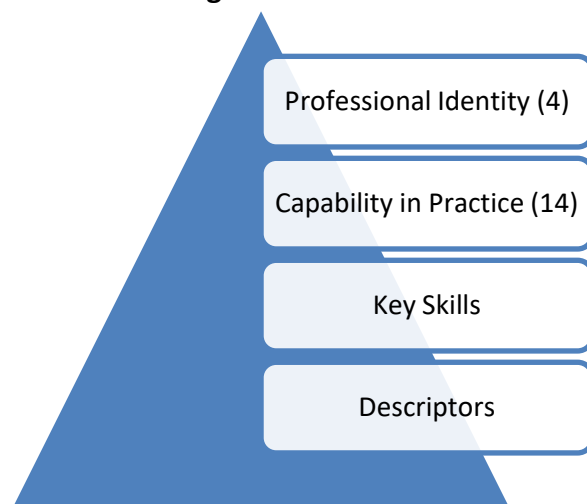 Professional Identity (4)
Capability in Practice (14)
Key Skills
Descriptors